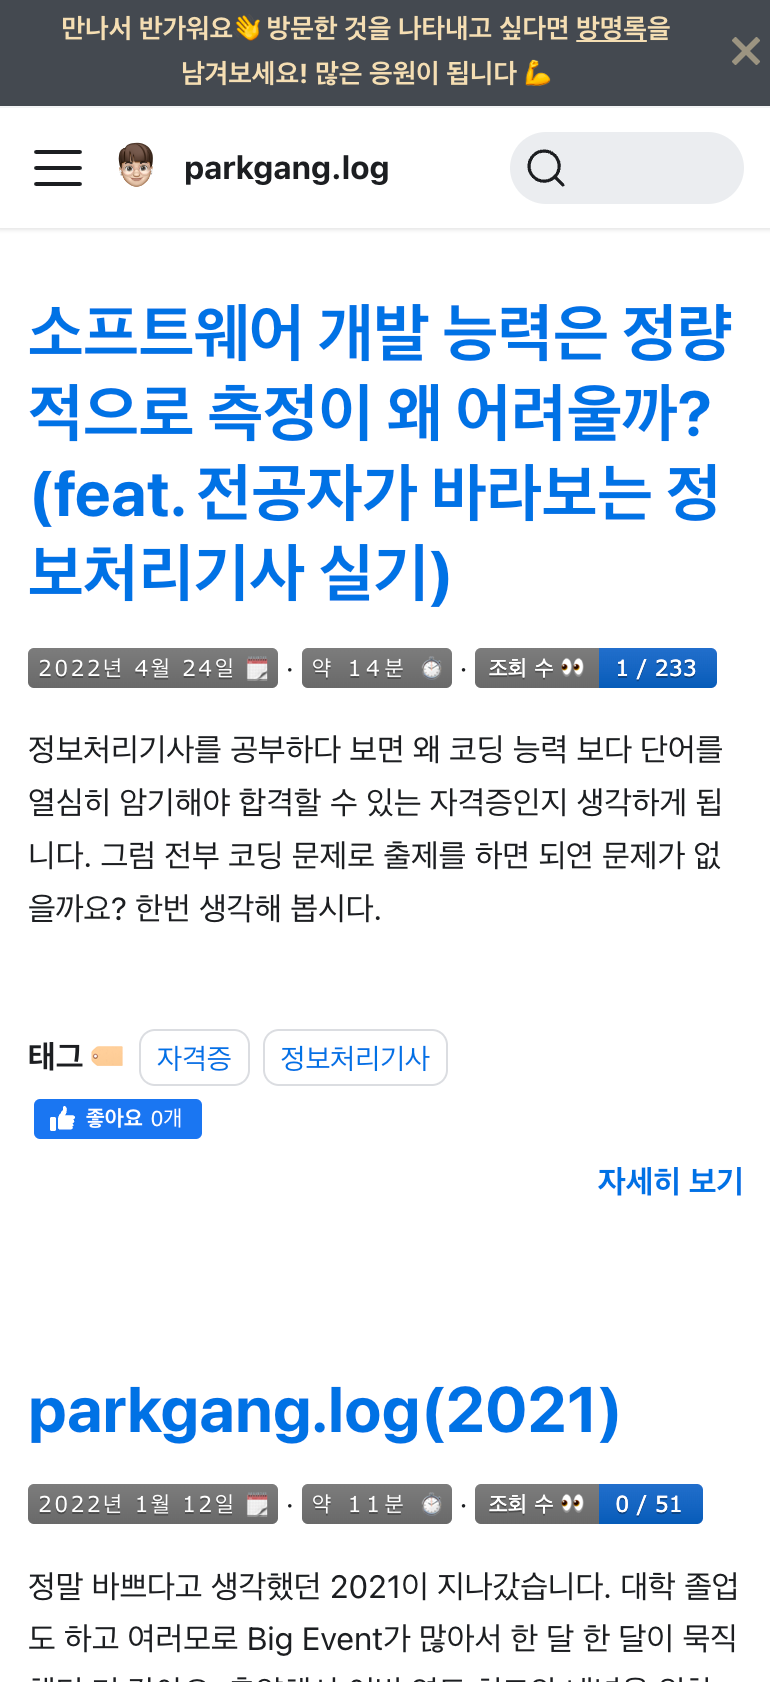 만나서 반가워요👋 방문한 것을 나타내고 싶다면 방명록을
남겨보세요! 많은 응원이 됩니다 💪
parkgang.log
소프트웨어 개발 능력은 정량
적으로 측정이 왜 어려울까?
(feat. 전공자가 바라보는 정
보처리기사 실기)
2022년 4월 24일 🗓️ · 약 14분 ⏱️ · 조회 수 👀 1 / 233
정보처리기사를 공부하다 보면 왜 코딩 능력 보다 단어를
열심히 암기해야 합격할 수 있는 자격증인지 생각하게 됩
니다. 그럼 전부 코딩 문제로 출제를 하면 되연 문제가 없
을까요? 한번 생각해 봅시다.
태그 🏷️ 자격증 정보처리기사
좋아요 0개
자세히 보기
parkgang.log(2021)
2022년 1월 12일 🗓️ · 약 11분 ⏱️ · 조회 수 👀 0 / 51
정말 바쁘다고 생각했던 2021이 지나갔습니다. 대학 졸업
도 하고 여러모로 Big Event가 많아서 한 달 한 달이 묵직